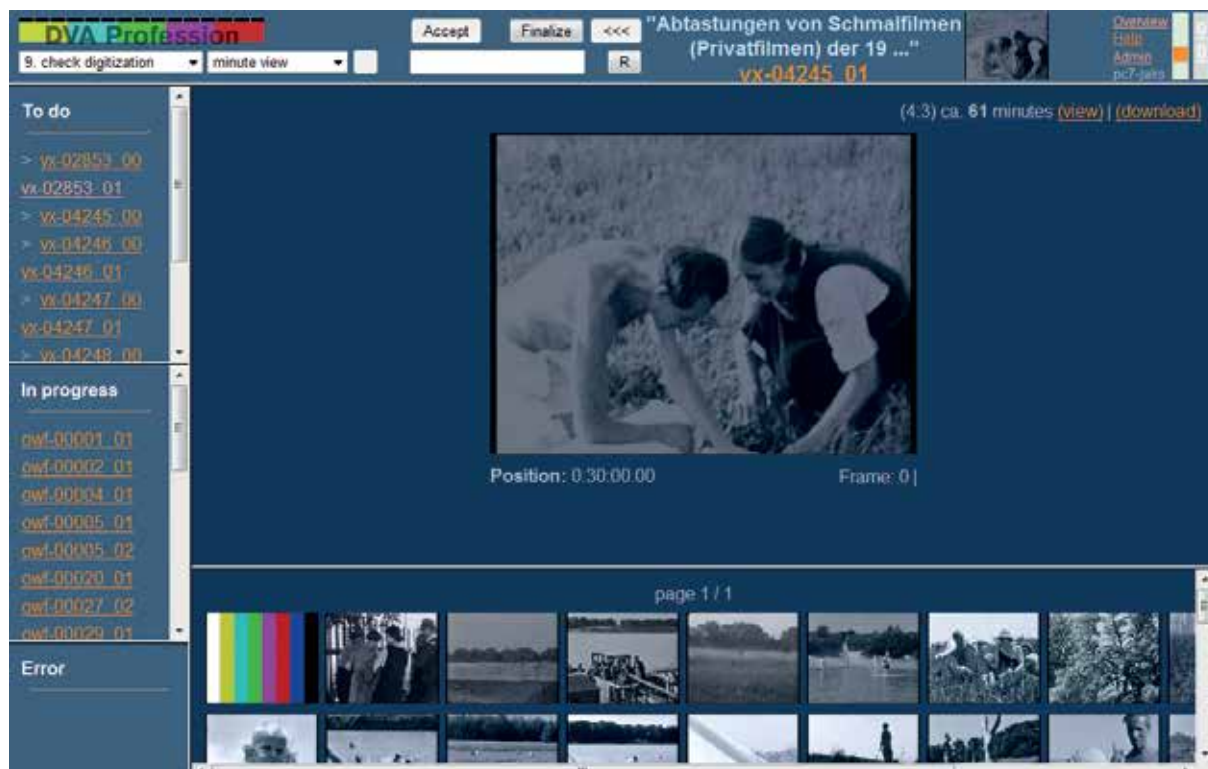 DVA Profession
Accept
Finalize
<<<
"Abtastungen von Schmalfilmen
(Privatfilmen) der 19 ..."
vx-04245_01
Overview
Help
Admin
9. check digitization
minute view
R
To do
> vx-02853_00
vx-02853_01
> vx-04245_00
> vx-04246_00
vx-04246_01
> vx-04247_00
vx-04247_01
> vx-04248_00
In progress
owf-00001_01
owf-00002_01
owf-00004_01
owf-00005_01
owf-00005_02
owf-00020_01
owf-00027_02
owf-00029_01
Error
(4:3) ca. 61 minutes (view) | (download)
Position: 0:30:00:00
Frame: 0 |
page 1 / 1